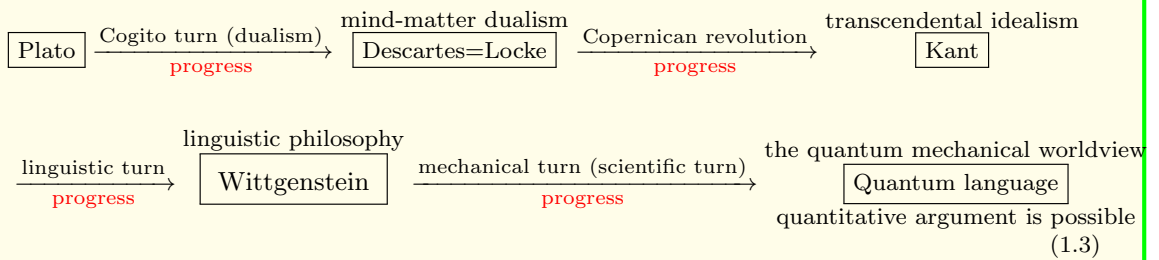 mind-matter dualism transcendental idealism
Plato Cogito turn (dualism) Descartes=Locke Copernican revolution Kant
progress progress
linguistic philosophy the quantum mechanical worldview
linguistic turn Wittgenstein mechanical turn (scientific turn) Quantum language
progress progress quantitative argument is possible
(1.3)